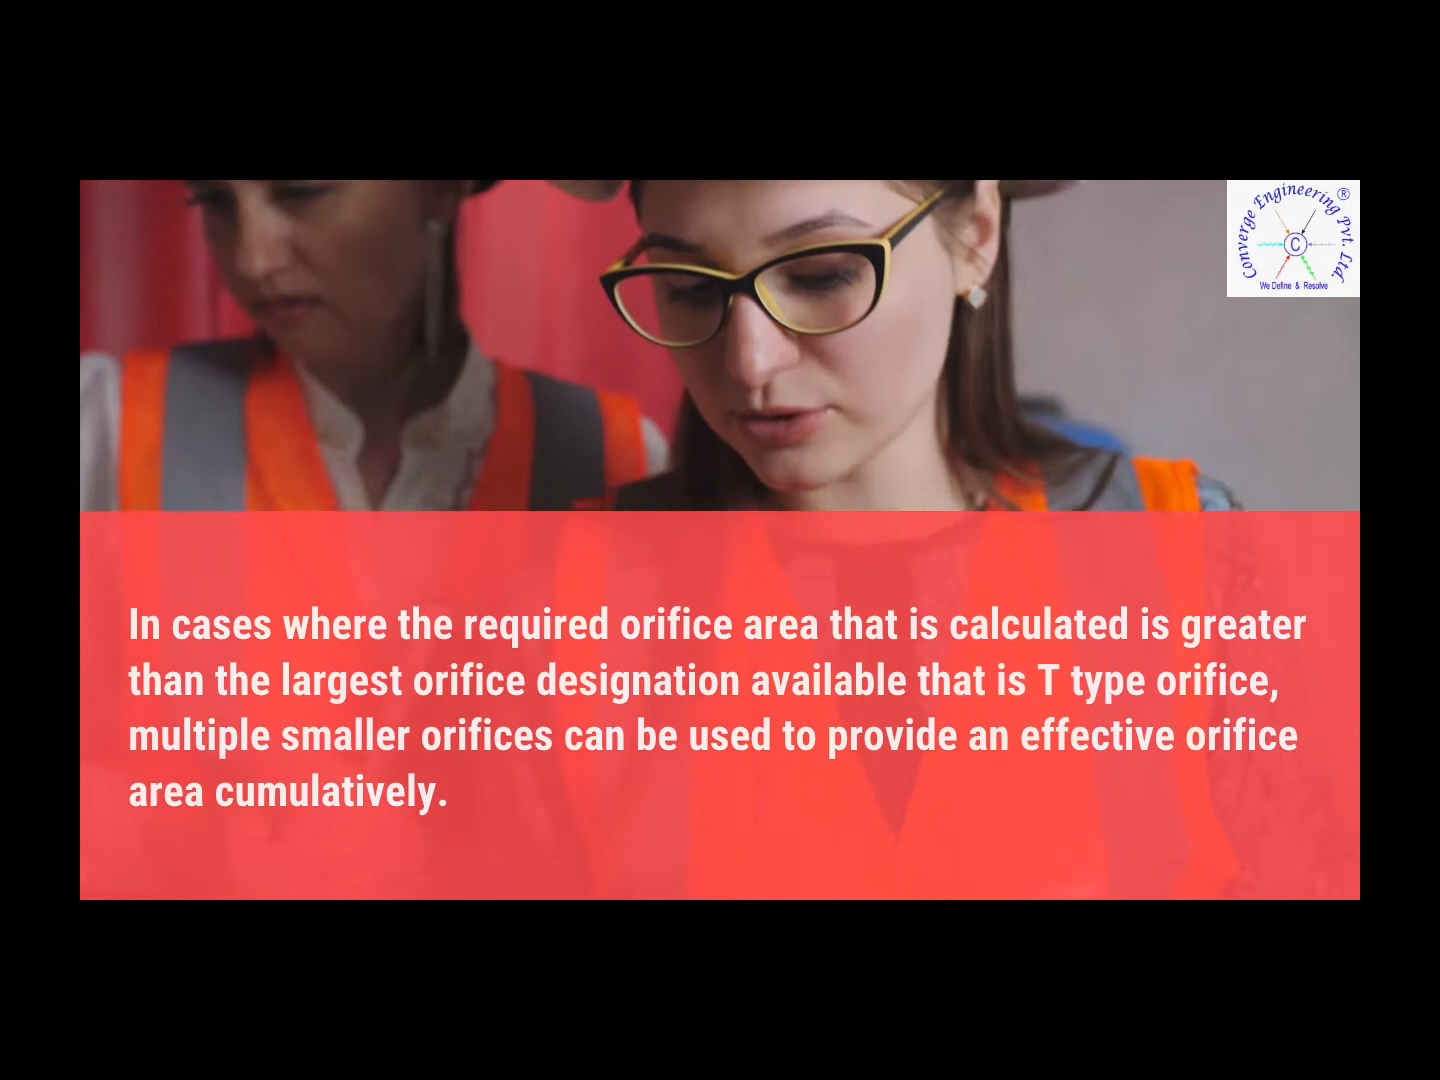 Converge Engineering Pvt. Ltd.
®
C
We Define & Resolve
In cases where the required orifice area that is calculated is greater
than the largest orifice designation available that is T type orifice,
multiple smaller orifices can be used to provide an effective orifice
area cumulatively.